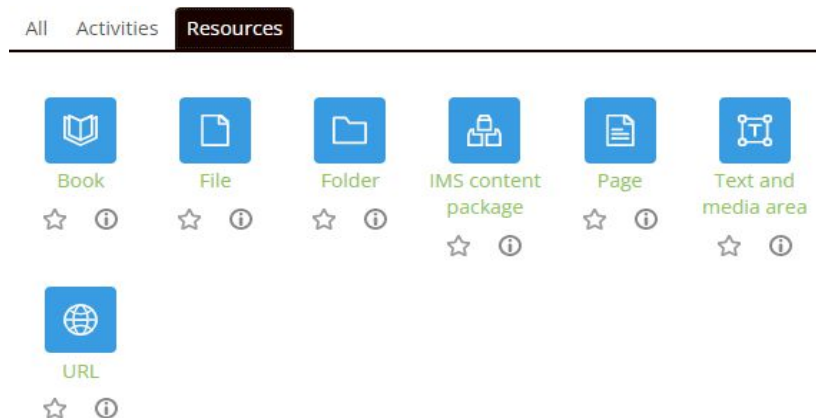 All Activities Resources
Book File Folder IMS content Page Text and
package media area
URL